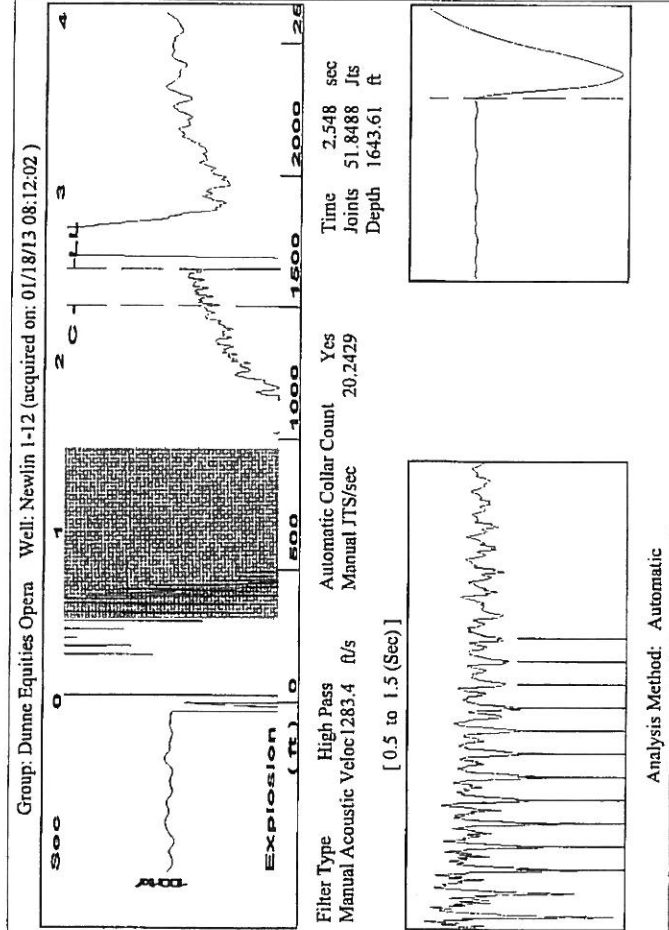 Group: Dunne Equities Opera Well: Newlin 1-12 (acquired on: 01/18/13 08:12:02 )
0 1 2 3 4
C LL
Explosion
( ft ) 0 500 1000 1500 2000 25
Filter Type High Pass Automatic Collar Count Yes Time 2.548 sec
Manual Acoustic Veloc1283.4 ft/s Manual JTS/sec 20.2429 Joints 51.8488 Jts
Depth 1643.61 ft
[ 0.5 to 1.5 (Sec) ]
Analysis Method: Automatic